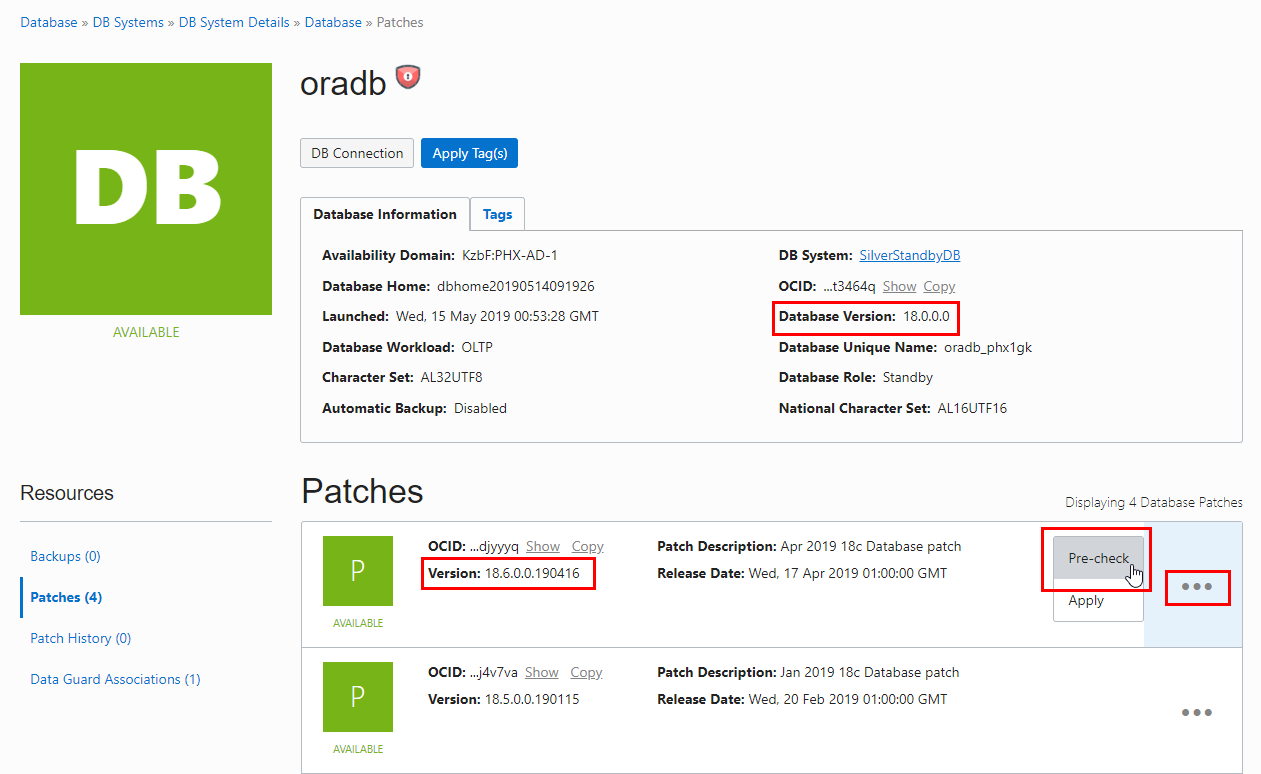 Database » DB Systems » DB System Details » Database » Patches
DB
AVAILABLE
oradb
DB Connection
Apply Tag(s)
Database Information
Tags
Availability Domain: KzbF:PHX-AD-1
Database Home: dbhome20190514091926
Launched: Wed, 15 May 2019 00:53:28 GMT
Database Workload: OLTP
Character Set: AL32UTF8
Automatic Backup: Disabled
DB System: SilverStandbyDB
OCID: ...t3464q Show Copy
Database Version: 18.0.0.0
Database Unique Name: oradb_phx1gk
Database Role: Standby
National Character Set: AL16UTF16
Resources
Backups (0)
Patches (4)
Patch History (0)
Data Guard Associations (1)
Patches
Displaying 4 Database Patches
P
AVAILABLE
OCID: ...djyyyq Show Copy
Version: 18.6.0.0.190416
Patch Description: Apr 2019 18c Database patch
Release Date: Wed, 17 Apr 2019 01:00:00 GMT
Pre-check
Apply
P
AVAILABLE
OCID: ...j4v7va Show Copy
Version: 18.5.0.0.190115
Patch Description: Jan 2019 18c Database patch
Release Date: Wed, 20 Feb 2019 01:00:00 GMT